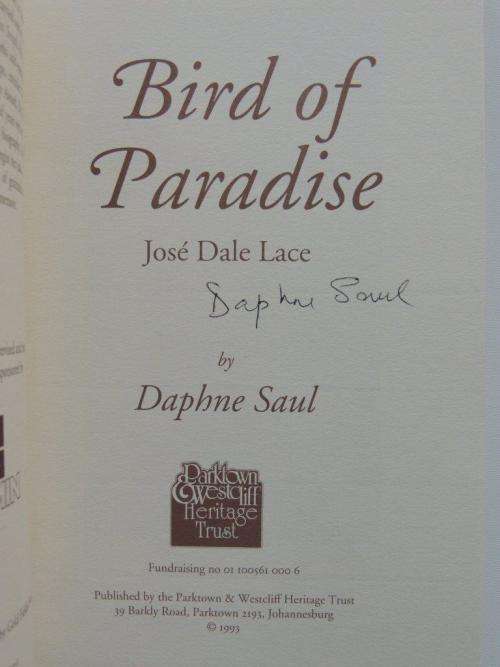 Bird of
Paradise
José Dale Lace
Daphne Saul
by
Daphne Saul
Parktown
& Westcliff
Heritage
Trust
Fundraising no 01 100561 000 6
Published by the Parktown & Westcliff Heritage Trust
39 Barkly Road, Parktown 2193, Johannesburg
© 1993